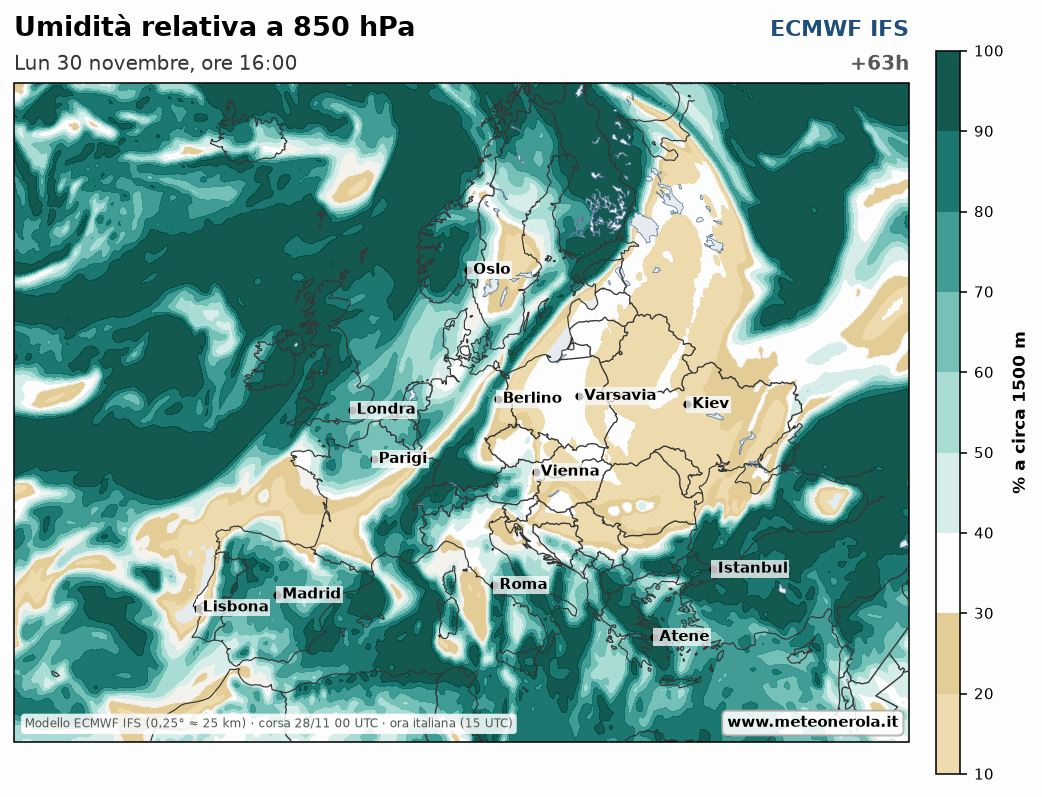 Umidità relativa a 850 hPa
ECMWF IFS
Lun 30 novembre, ore 16:00
+63h
Oslo
Londra
Berlino
Varsavia
Kiev
Parigi
Vienna
Istanbul
Roma
Madrid
Lisbona
Atene
Modello ECMWF IFS (0.25° ≈ 25 km) · corsa 28/11 00 UTC · ora italiana (15 UTC)
www.meteonerola.it
100
90
80
70
60
50
40
30
20
10
% a circa 1500 m